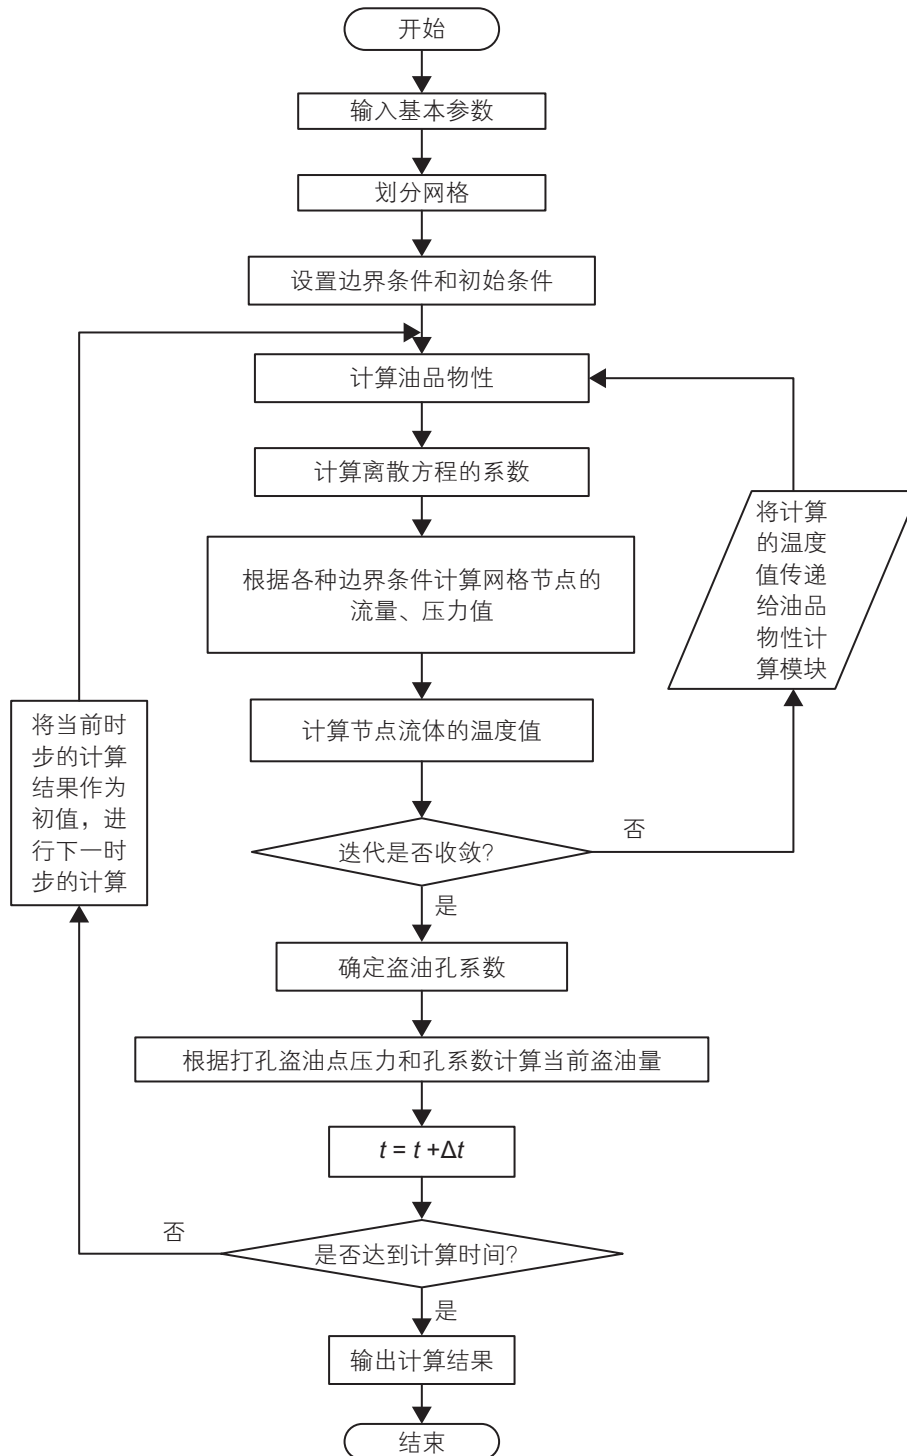 开始
输入基本参数
划分网格
设置边界条件和初始条件
计算油品物性
计算离散方程的系数
根据各种边界条件计算网格节点的
流量、压力值
将计算
的温度
值传递
给油品
物性计
算模块
计算节点流体的温度值
将当前时
步的计算
结果作为
初值，进
行下一时
步的计算
迭代是否收敛?
否
是
确定盗油孔系数
根据打孔盗油点压力和孔系数计算当前盗油量
t = t +Δt
否
是否达到计算时间?
是
输出计算结果
结束